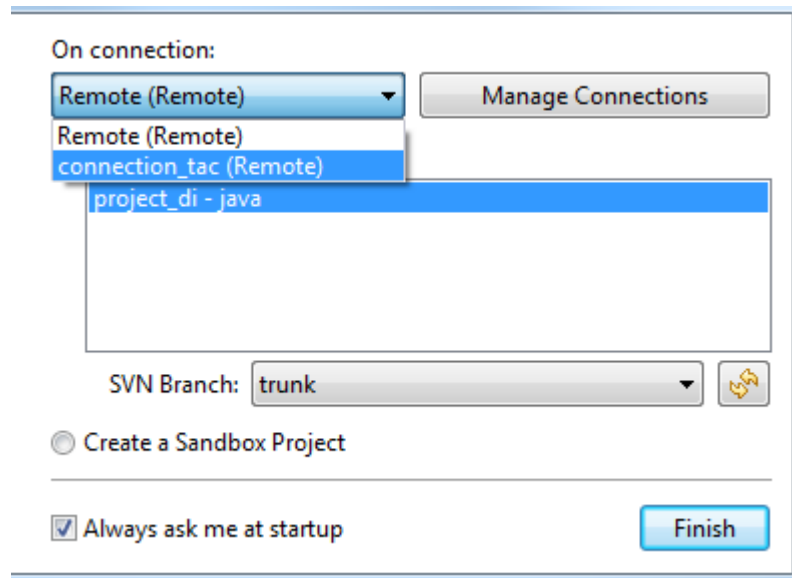 On connection:
Remote (Remote)
Manage Connections
Remote (Remote)
connection_tac (Remote)
project_di - java
SVN Branch: trunk
Create a Sandbox Project
Always ask me at startup
Finish